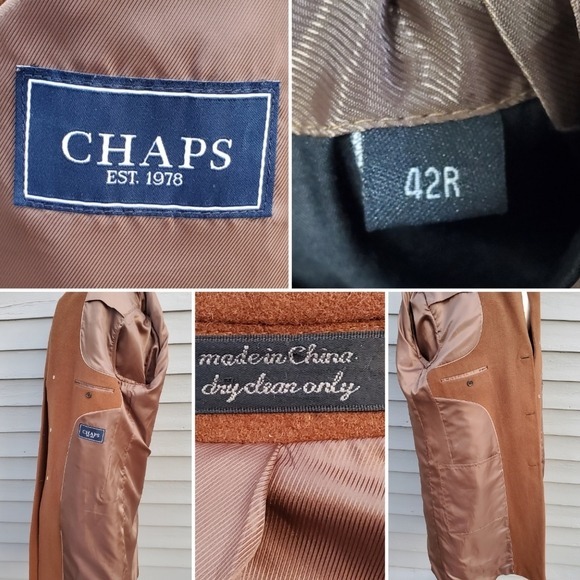 CHAPS
EST. 1978
42R
CHAPS
made in China
dry clean only